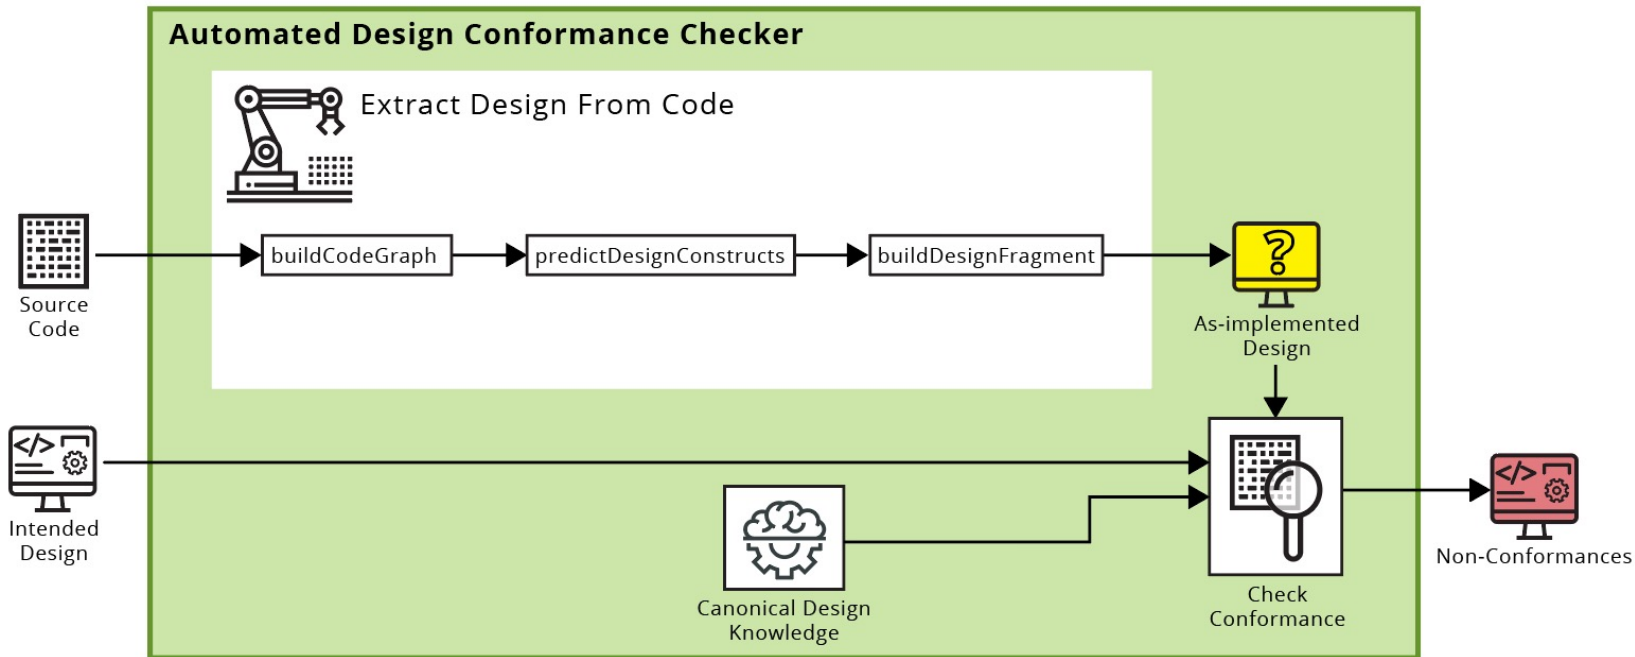 Automated Design Conformance Checker
Extract Design From Code
buildCodeGraph
predictDesignConstructs
buildDesignFragment
?
Source
Code
As-implemented
Design
</>
Intended
Design
Canonical Design
Knowledge
Check
Conformance
</>
Non-Conformances